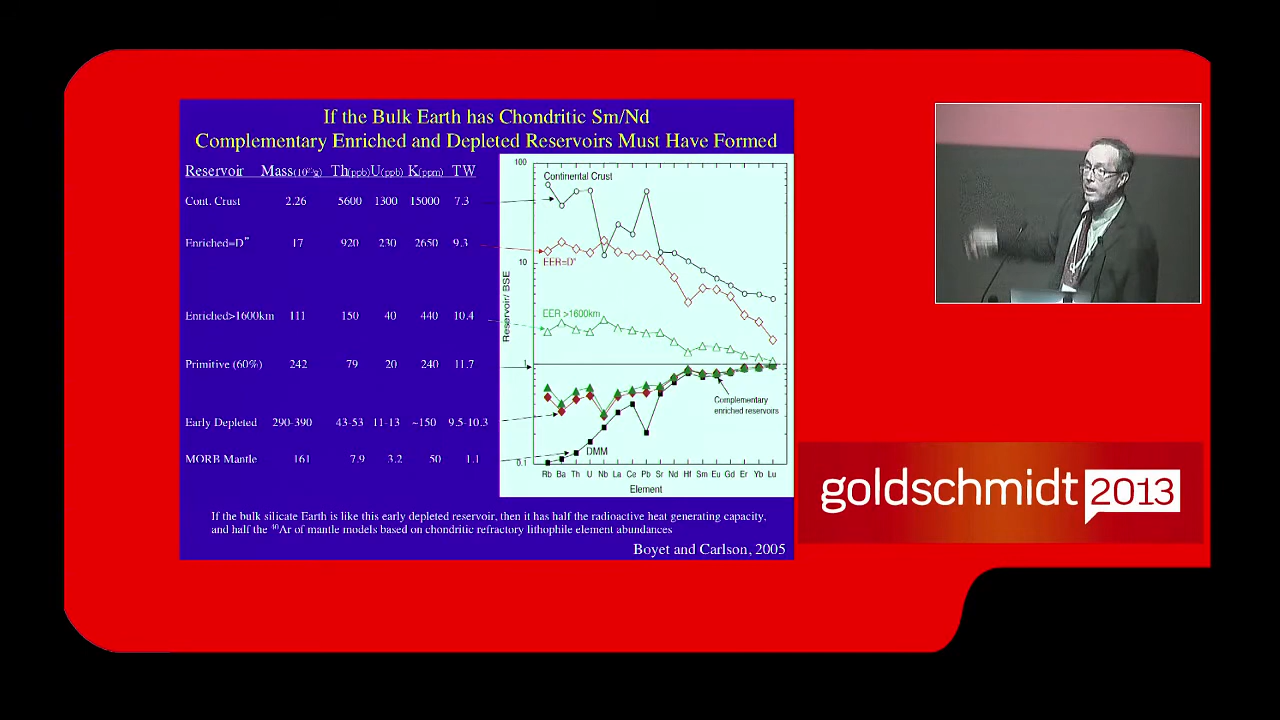 If the Bulk Earth has Chondritic Sm/Nd
Complementary Enriched and Depleted Reservoirs Must Have Formed
Reservoir Mass(10²⁵g) Th(ppb) U(ppb) K(ppm) TW
Cont. Crust 2.26 5600 1300 15000 7.3
Enriched=D" 17 920 230 2650 9.3
Enriched>1600km 111 150 40 440 10.4
Primitive (60%) 242 79 20 240 11.7
Early Depleted 290-390 43-53 11-13 ~150 9.5-10.3
MORB Mantle 161 7.9 3.2 50 1.1
100
Continental Crust
10
EER=D"
EER >1600km
Reservoir/ BSE
1
Complementary
enriched reservoirs
DMM
0.1
Rb Ba Th U Nb La Ce Pb Sr Nd Hf Sm Eu Gd Er Yb Lu
Element
If the bulk silicate Earth is like this early depleted reservoir, then it has half the radioactive heat generating capacity,
and half the ⁴⁰Ar of mantle models based on chondritic refractory lithophile element abundances
Boyet and Carlson, 2005
goldschmidt 2013